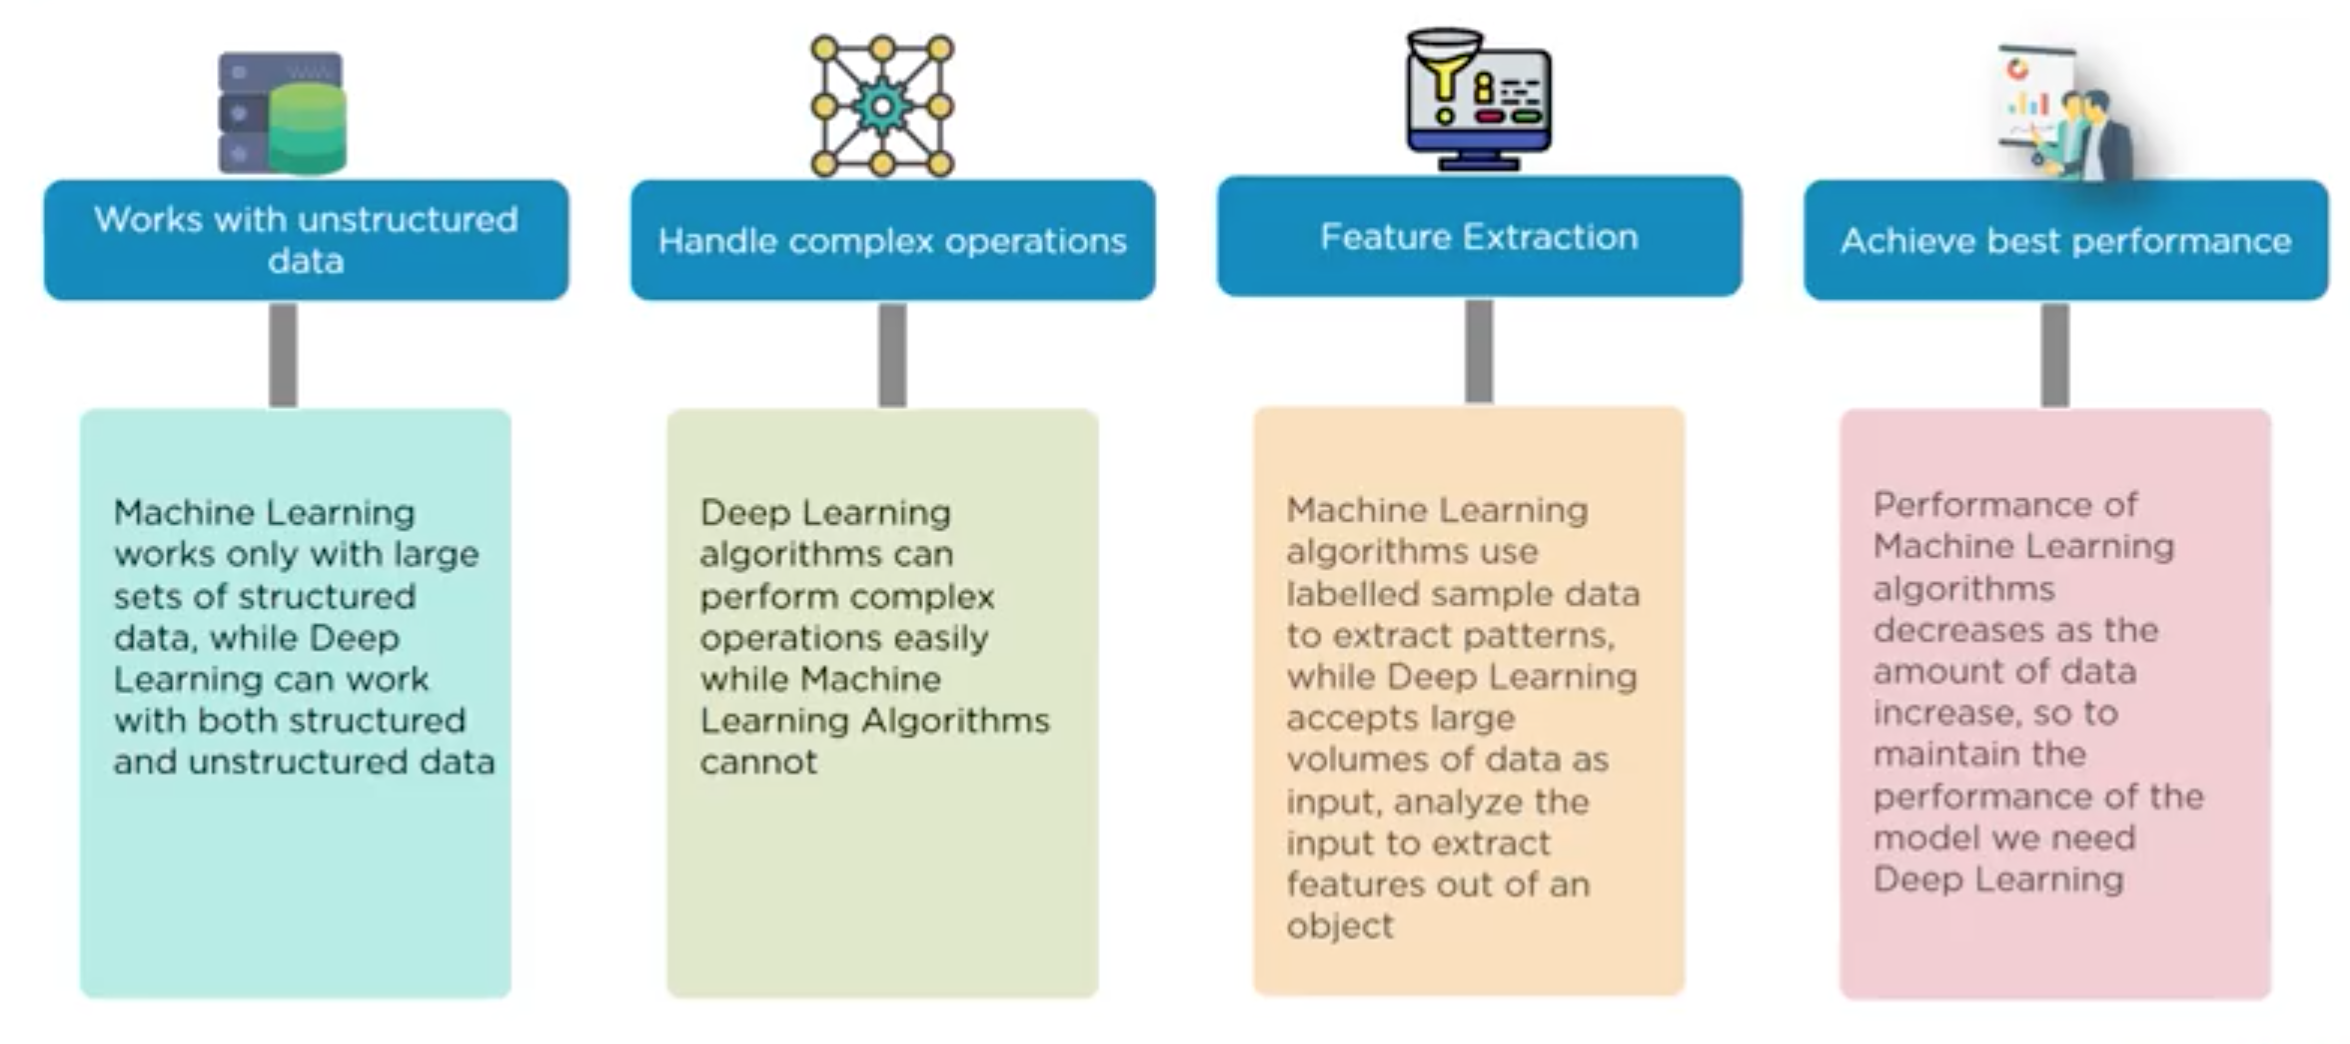 Works with unstructured
data
Machine Learning
works only with large
sets of structured
data, while Deep
Learning can work
with both structured
and unstructured data
Handle complex operations
Deep Learning
algorithms can
perform complex
operations easily
while Machine
Learning Algorithms
cannot
Feature Extraction
Machine Learning
algorithms use
labelled sample data
to extract patterns,
while Deep Learning
accepts large
volumes of data as
input, analyze the
input to extract
features out of an
object
Achieve best performance
Performance of
Machine Learning
algorithms
decreases as the
amount of data
increase, so to
maintain the
performance of the
model we need
Deep Learning